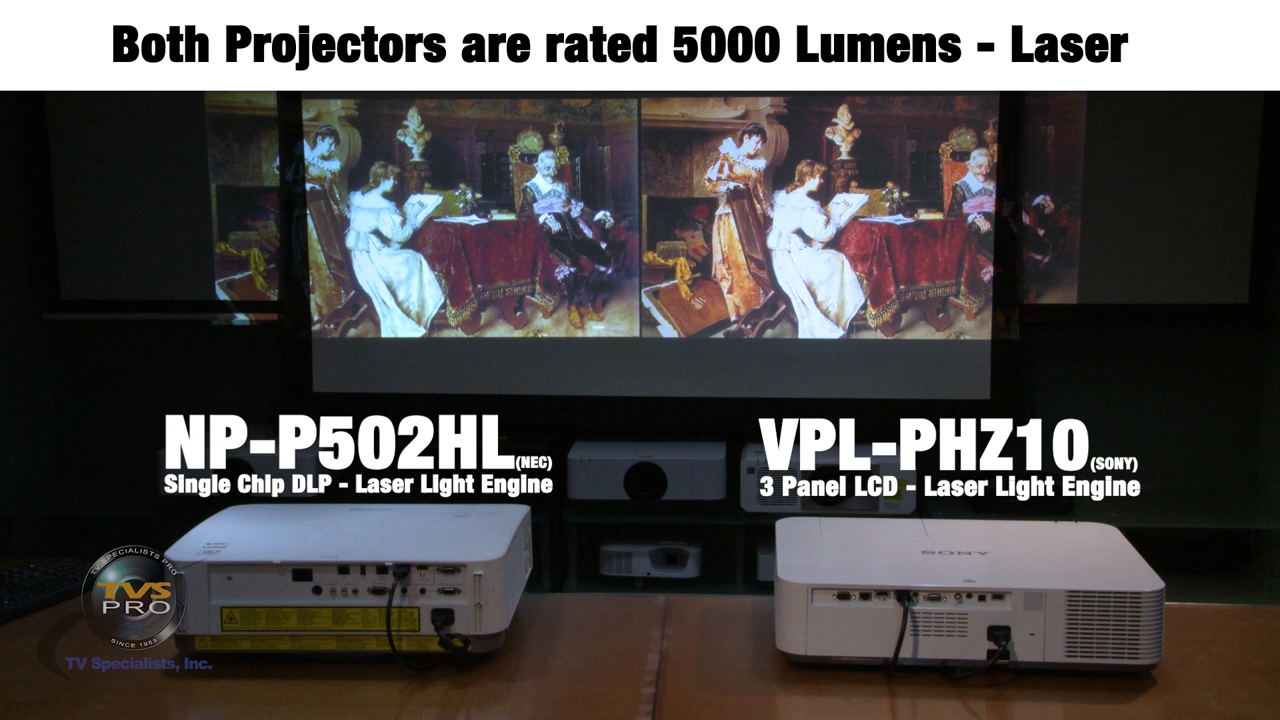 Both Projectors are rated 5000 Lumens - Laser
NP-P502HL(NEC)
Single Chip DLP - Laser Light Engine
VPL-PHZ10(SONY)
3 Panel LCD - Laser Light Engine
SONY
TV SPECIALISTS PRO
TVS
PRO
SINCE 1953
TV Specialists, Inc.